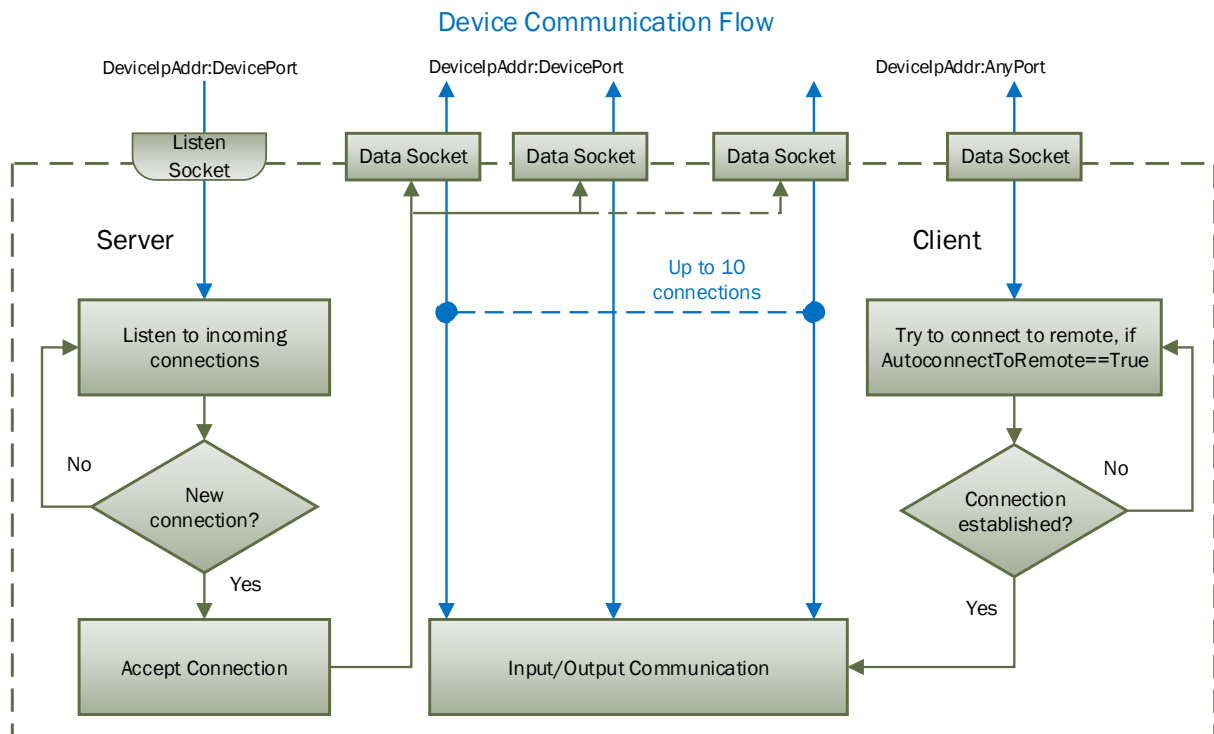 Device Communication Flow
DeviceIpAddr:DevicePort
DeviceIpAddr:DevicePort
DeviceIpAddr:AnyPort
Listen
Socket
Data Socket
Data Socket
Data Socket
Data Socket
Server
Client
Up to 10
connections
Listen to incoming
connections
Try to connect to remote, if
AutoconnectToRemote==True
No
New
connection?
Yes
No
Connection
established?
Yes
Accept Connection
Input/Output Communication